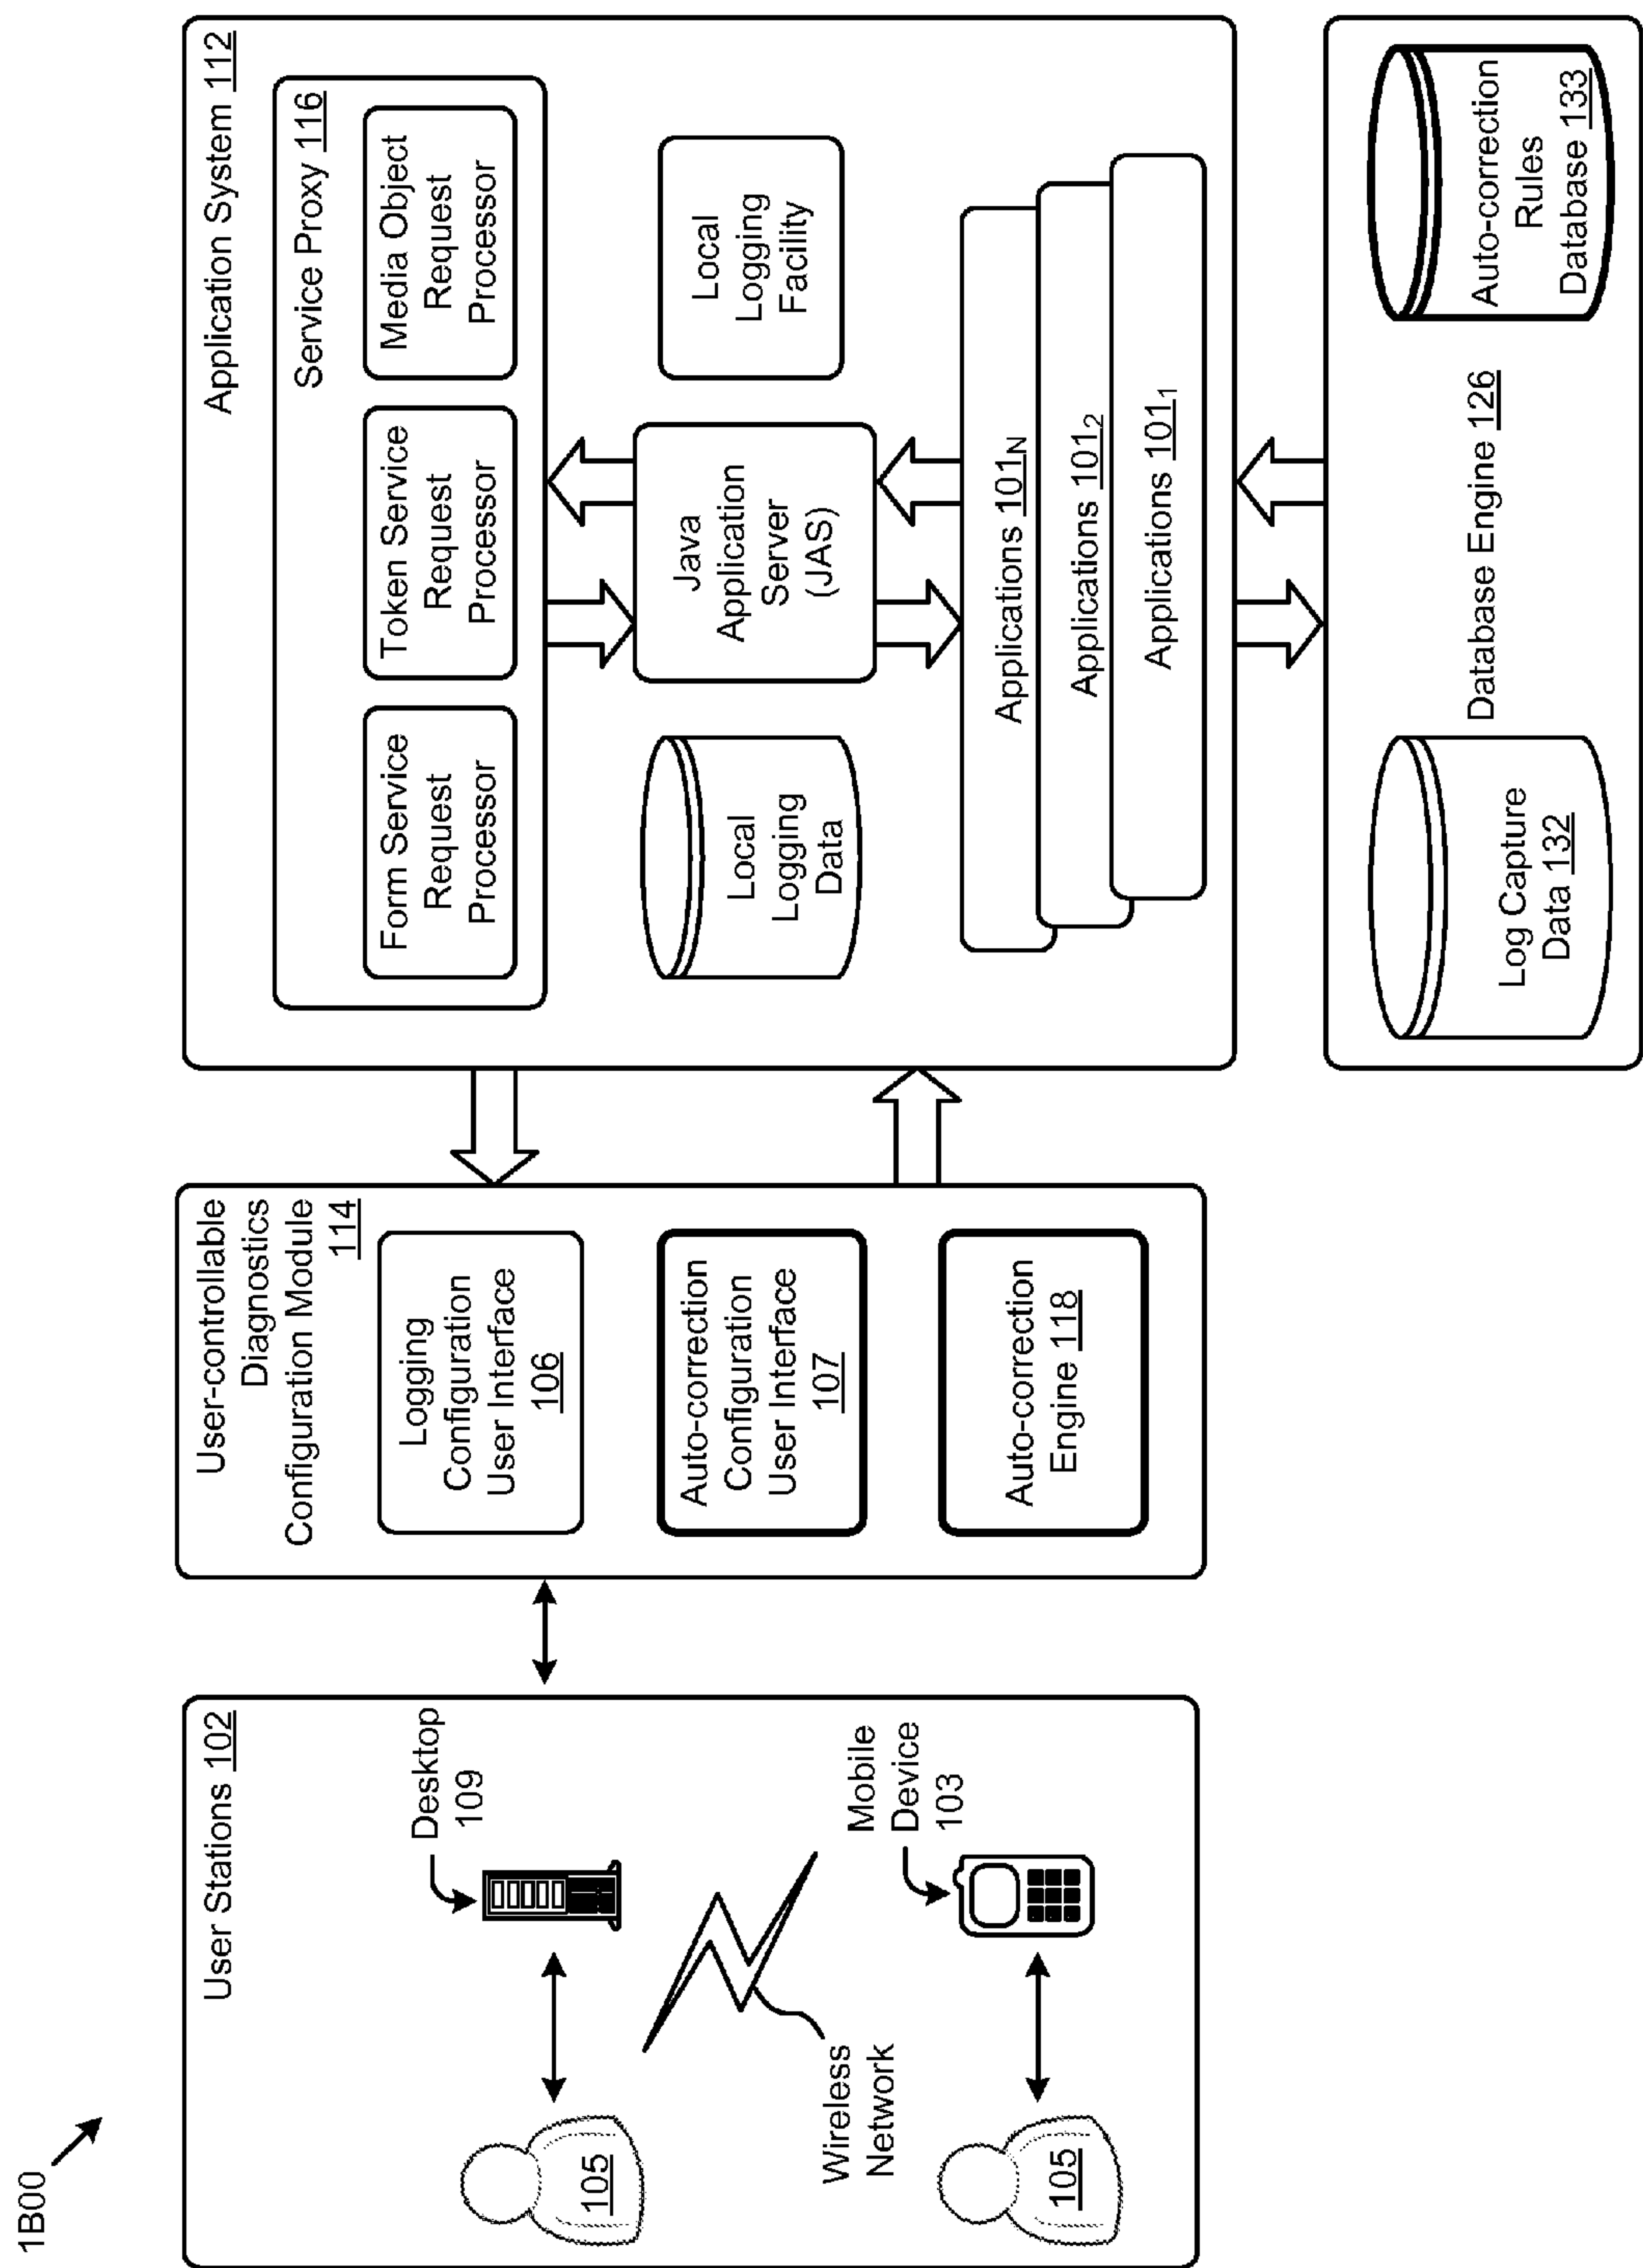 1B00
User Stations 102
Desktop
109
105
Wireless
Network
Mobile
Device
103
105
User-controllable
Diagnostics
Configuration Module
114
Logging
Configuration
User Interface
106
Auto-correction
Configuration
User Interface
107
Auto-correction
Engine 118
Application System 112
Service Proxy 116
Form Service
Request
Processor
Token Service
Request
Processor
Media Object
Request
Processor
Local
Logging
Data
Java
Application
Server
(JAS)
Local
Logging
Facility
Applications 101N
Applications 1012
Applications 1011
Log Capture
Data 132
Database Engine 126
Auto-correction
Rules
Database 133